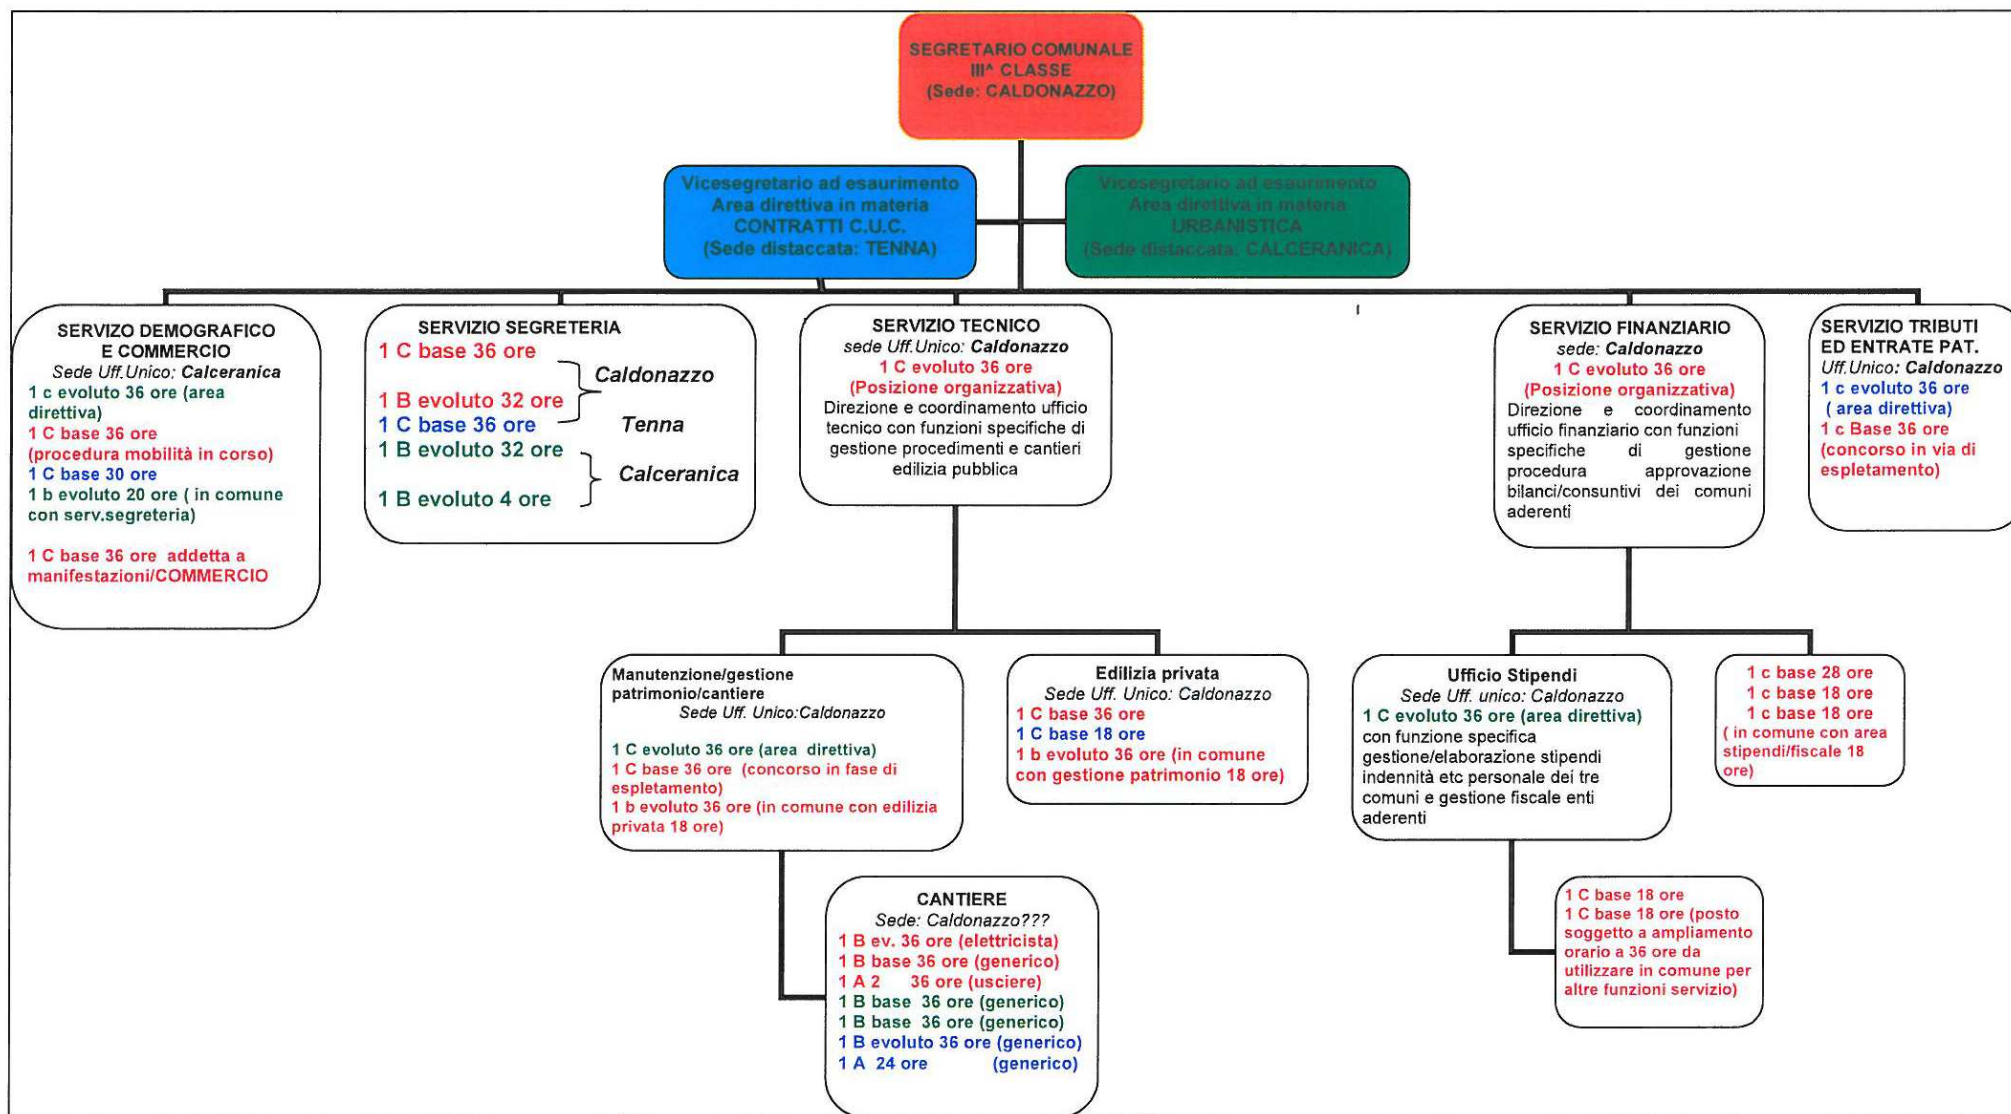 SEGRETARIO COMUNALE
III^ CLASSE
(Sede: CALDONAZZO)
Vicesegretario ad esaurimento
Area direttiva in materia
CONTRATTI C.U.C.
(Sede distaccata: TENNA)
Vicesegretario ad esaurimento
Area direttiva in materia
URBANISTICA
(Sede distaccata: CALCERANICA)
SERVIZO DEMOGRAFICO
E COMMERCIO
Sede Uff.Unico: Calceranica
1 c evoluto 36 ore (area
direttiva)
1 C base 36 ore
(procedura mobilità in corso)
1 C base 30 ore
1 b evoluto 20 ore ( in comune
con serv.segreteria)
1 C base 36 ore addetta a
manifestazioni/COMMERCIO
SERVIZIO SEGRETERIA
1 C base 36 ore
Caldonazzo
1 B evoluto 32 ore
1 C base 36 ore Tenna
1 B evoluto 32 ore
Calceranica
1 B evoluto 4 ore
SERVIZIO TECNICO
sede Uff.Unico: Caldonazzo
1 C evoluto 36 ore
(Posizione organizzativa)
Direzione e coordinamento ufficio
tecnico con funzioni specifiche di
gestione procedimenti e cantieri
edilizia pubblica
SERVIZIO FINANZIARIO
sede: Caldonazzo
1 C evoluto 36 ore
(Posizione organizzativa)
Direzione e coordinamento
ufficio finanziario con funzioni
specifiche di gestione
procedura approvazione
bilanci/consuntivi dei comuni
aderenti
SERVIZIO TRIBUTI
ED ENTRATE PAT.
Uff.Unico: Caldonazzo
1 c evoluto 36 ore
( area direttiva)
1 c Base 36 ore
(concorso in via di
espletamento)
Manutenzione/gestione
patrimonio/cantiere
Sede Uff. Unico:Caldonazzo
1 C evoluto 36 ore (area direttiva)
1 C base 36 ore (concorso in fase di
espletamento)
1 b evoluto 36 ore (in comune con edilizia
privata 18 ore)
Edilizia privata
Sede Uff. Unico: Caldonazzo
1 C base 36 ore
1 C base 18 ore
1 b evoluto 36 ore (in comune
con gestione patrimonio 18 ore)
Ufficio Stipendi
Sede Uff. unico: Caldonazzo
1 C evoluto 36 ore (area direttiva)
con funzione specifica
gestione/elaborazione stipendi
indennità etc personale dei tre
comuni e gestione fiscale enti
aderenti
1 c base 28 ore
1 c base 18 ore
1 c base 18 ore
( in comune con area
stipendi/fiscale 18
ore)
CANTIERE
Sede: Caldonazzo???
1 B ev. 36 ore (elettricista)
1 B base 36 ore (generico)
1 A 2 36 ore (usciere)
1 B base 36 ore (generico)
1 B base 36 ore (generico)
1 B evoluto 36 ore (generico)
1 A 24 ore (generico)
1 C base 18 ore
1 C base 18 ore (posto
soggetto a ampliamento
orario a 36 ore da
utilizzare in comune per
altre funzioni servizio)